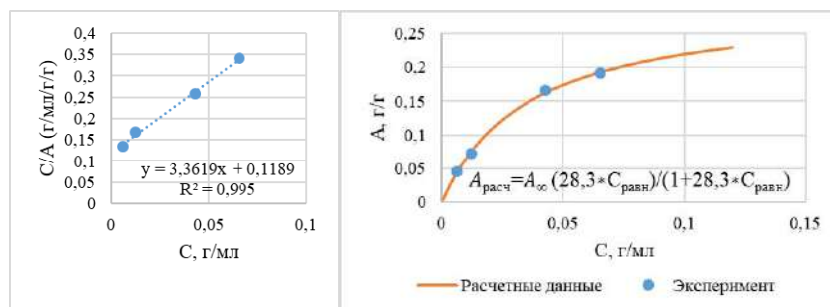 C/A (г/мл/г/г)
0,4
0,35
0,3
0,25
0,2
0,15
0,1
0,05
0
y = 3,3619x + 0,1189
R² = 0,995
0
0,05
0,1
C, г/мл
A, г/г
0,25
0,2
0,15
0,1
0,05
0
Aрасч=A∞ (28,3*Cравн)/(1+28,3*Cравн)
0
0,05
0,1
0,15
C, г/мл
Расчетные данные
Эксперимент